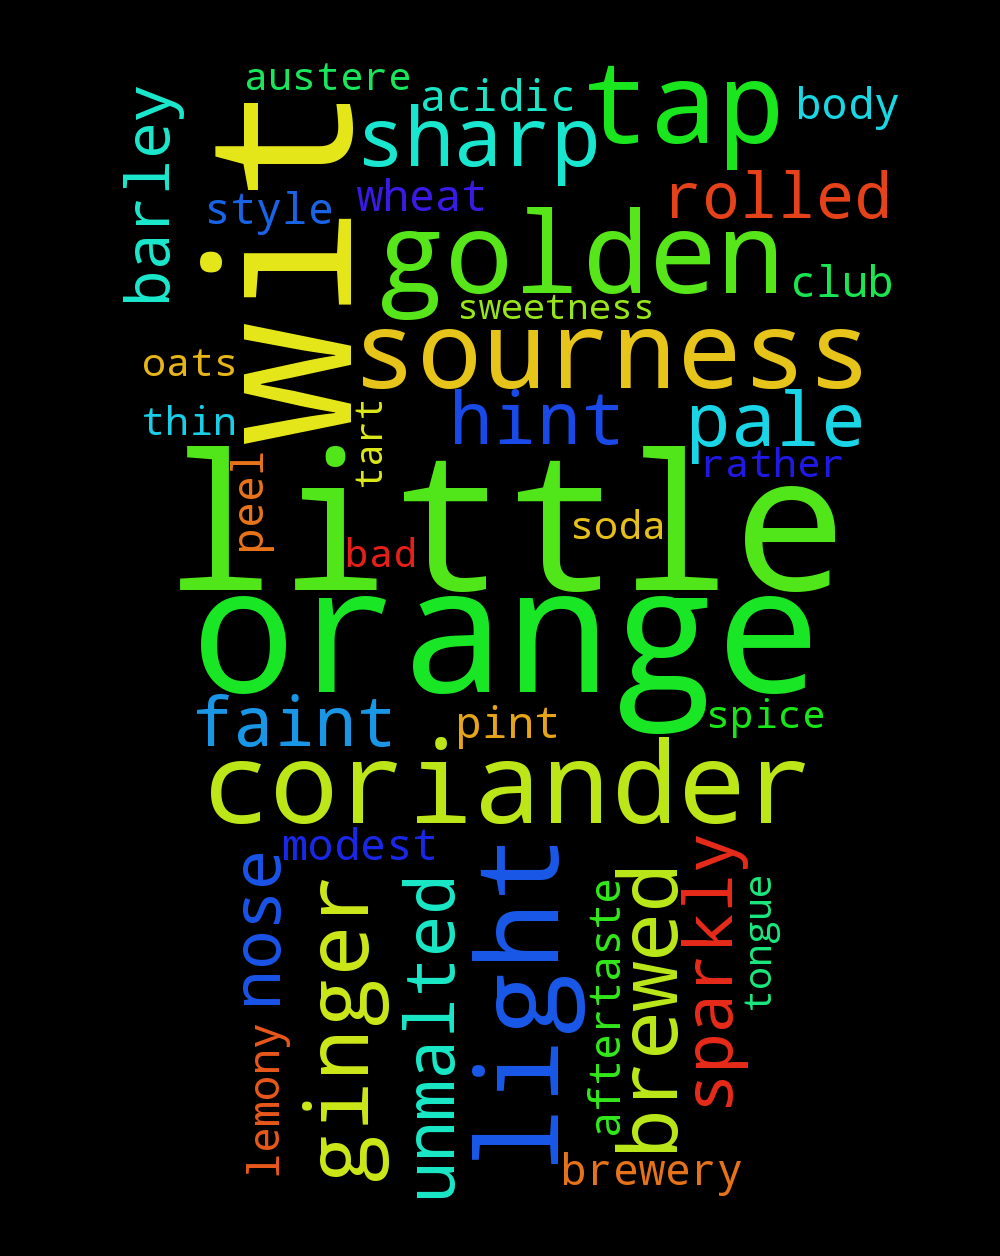 austere
acidic
tap
body
barley
wit
sharp
style
wheat
rolled
golden
club
sweetness
sourness
oats
thin
tart
hint
pale
rather
peel
little
soda
bad
orange
faint
pint
spice
coriander
modest
nose
ginger
unmalted
light
aftertaste
brewed
sparkly
tongue
lemony
brewery